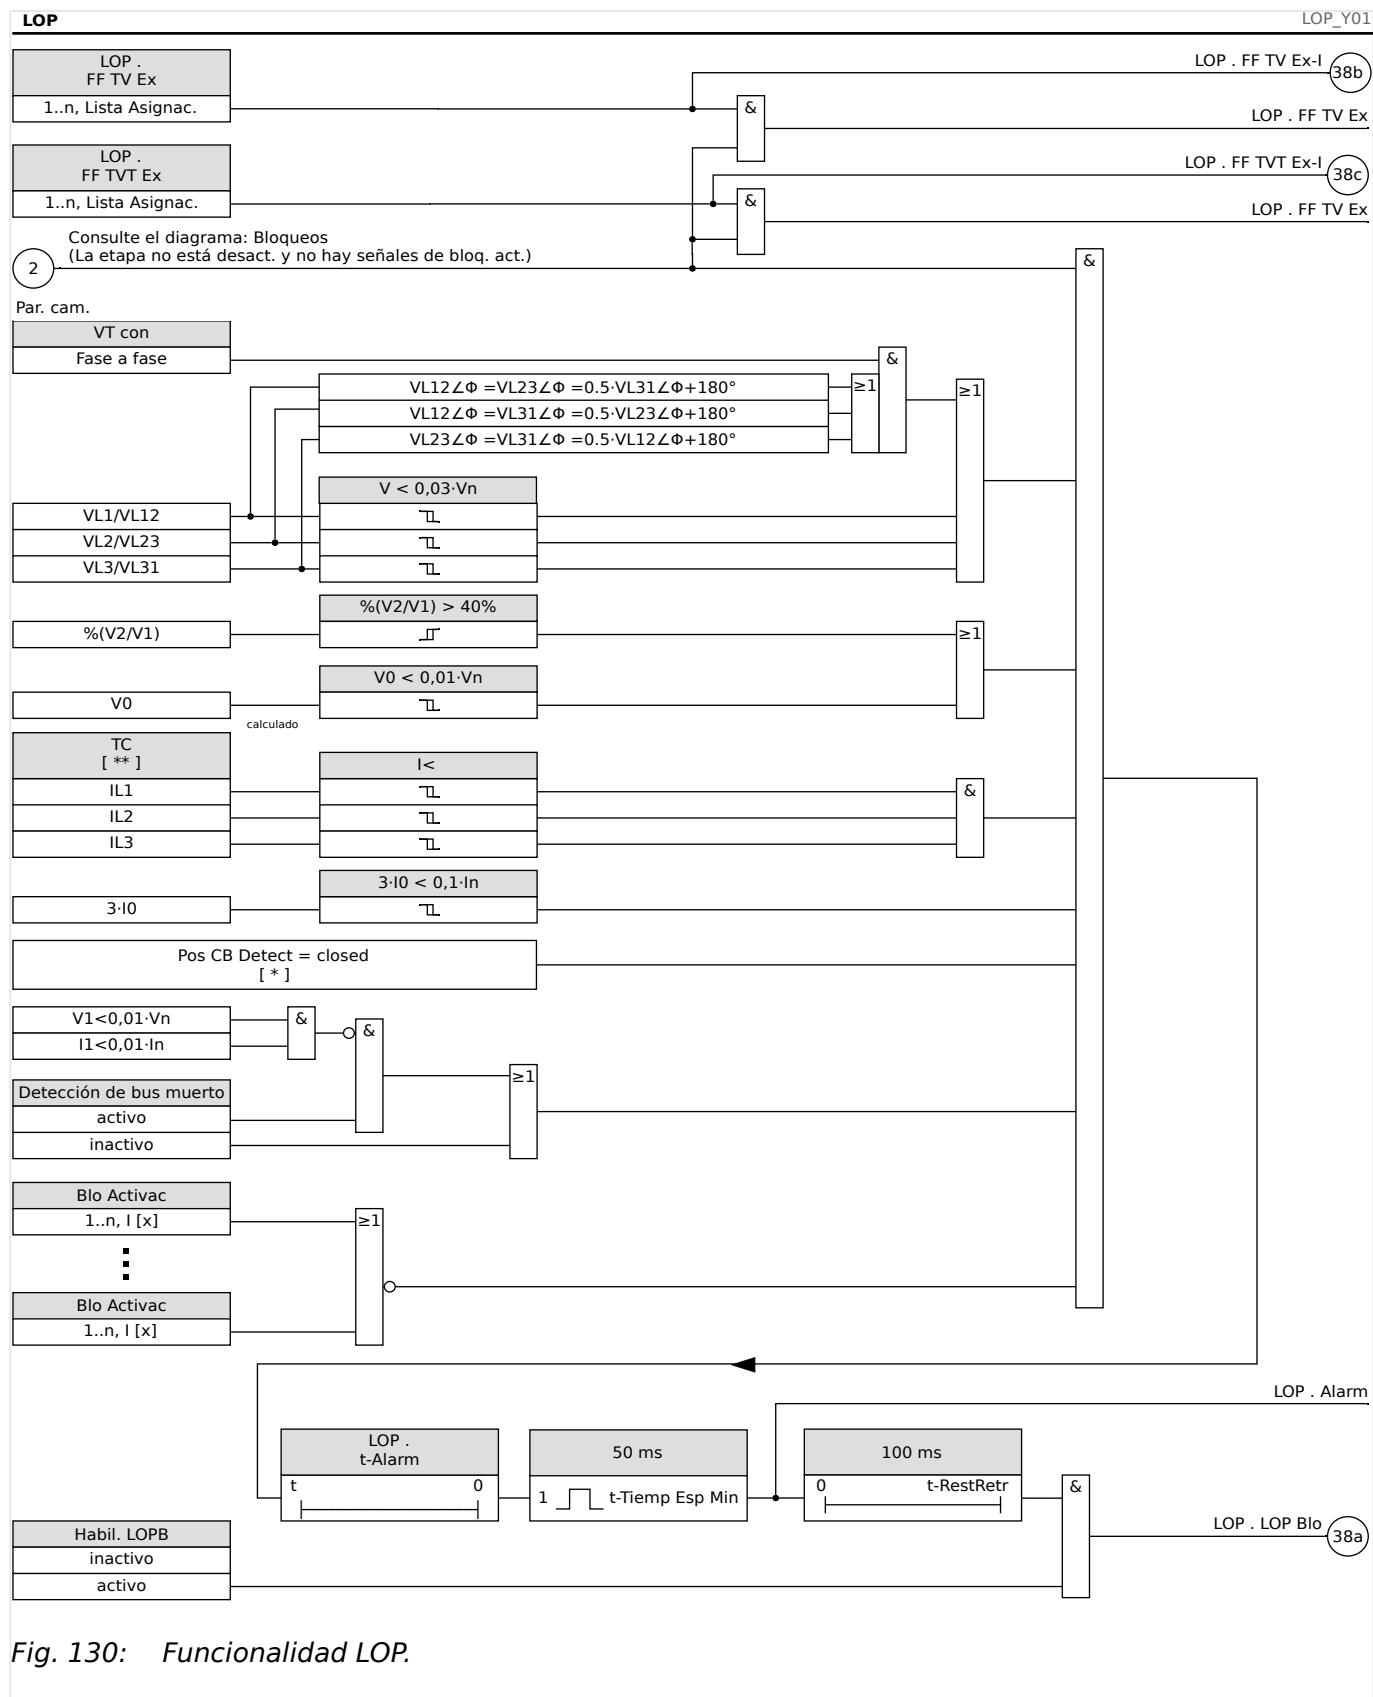 LOP
LOP_Y01
LOP .
FF TV Ex
1..n, Lista Asignac.
LOP . FF TV Ex-I
38b
&
LOP . FF TV Ex
LOP .
FF TVT Ex
1..n, Lista Asignac.
LOP . FF TVT Ex-I
38c
&
LOP . FF TV Ex
Consulte el diagrama: Bloqueos
(La etapa no está desact. y no hay señales de bloq. act.)
2
&
Par. cam.
VT con
Fase a fase
&
VL12∠Φ =VL23∠Φ =0.5·VL31∠Φ+180°
≥1
≥1
VL12∠Φ =VL31∠Φ =0.5·VL23∠Φ+180°
VL23∠Φ =VL31∠Φ =0.5·VL12∠Φ+180°
V < 0,03·Vn
VL1/VL12
VL2/VL23
VL3/VL31
%(V2/V1) > 40%
%(V2/V1)
≥1
V0 < 0,01·Vn
V0
calculado
TC
[ ** ]
I<
IL1
&
IL2
IL3
3·I0 < 0,1·In
3·I0
Pos CB Detect = closed
[ * ]
V1<0,01·Vn
&
I1<0,01·In
&
Detección de bus muerto
≥1
activo
inactivo
Blo Activac
1..n, I [x]
≥1
Blo Activac
1..n, I [x]
LOP . Alarm
LOP .
t-Alarm
t 0
50 ms
1 t-Tiemp Esp Min
100 ms
0 t-RestRetr
&
LOP . LOP Blo
38a
Habil. LOPB
inactivo
activo
Fig. 130: Funcionalidad LOP.